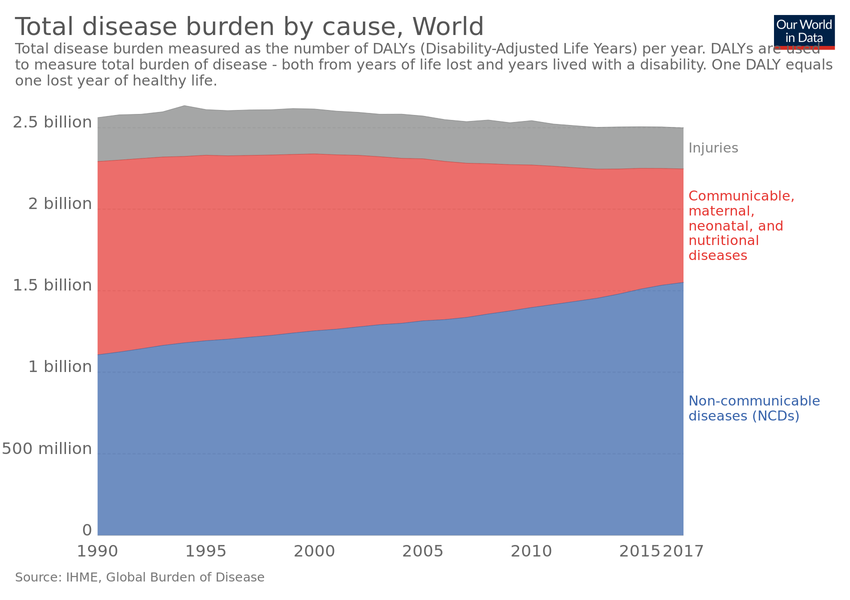 Total disease burden by cause, World
Our World
in Data
Total disease burden measured as the number of DALYs (Disability-Adjusted Life Years) per year. DALYs are used
to measure total burden of disease - both from years of life lost and years lived with a disability. One DALY equals
one lost year of healthy life.
2.5 billion
2 billion
1.5 billion
1 billion
500 million
0
Injuries
Communicable,
maternal,
neonatal, and
nutritional
diseases
Non-communicable
diseases (NCDs)
1990 1995 2000 2005 2010 2015 2017
Source: IHME, Global Burden of Disease